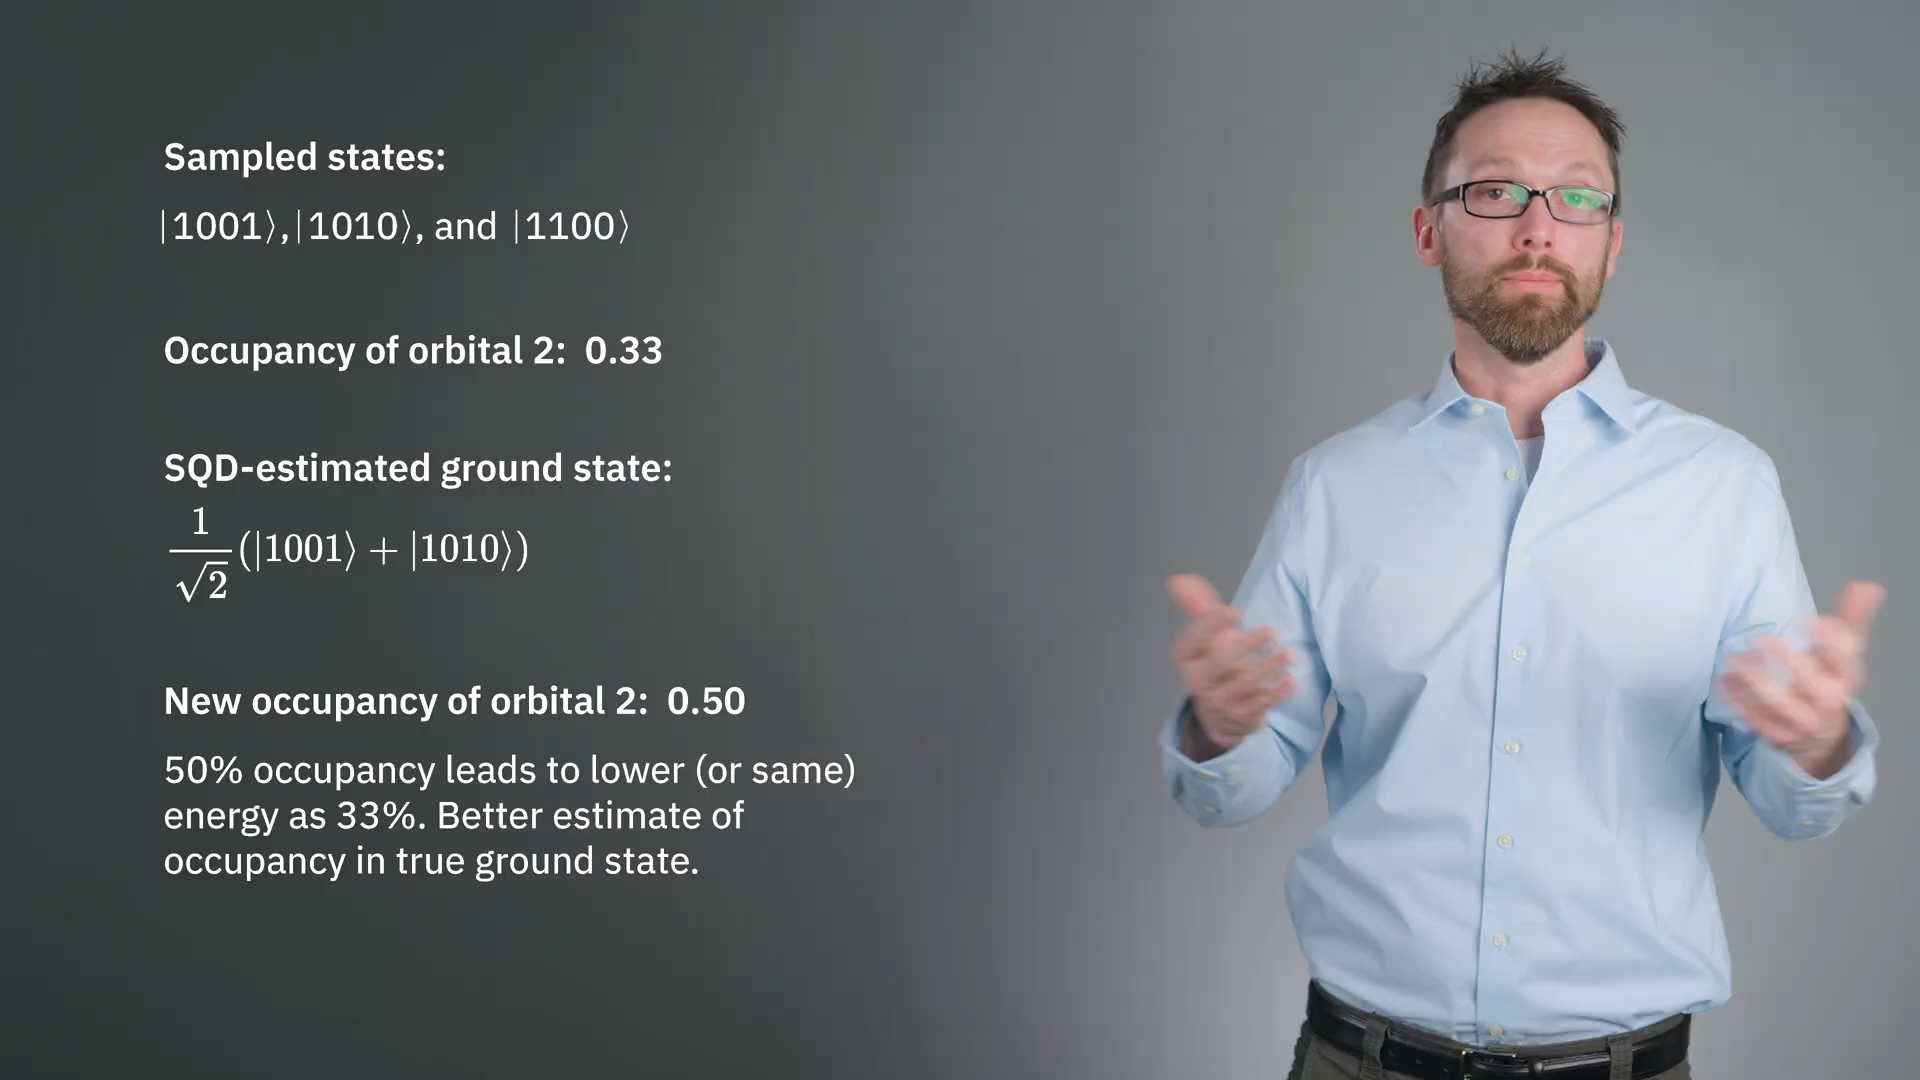 Sampled states:
|1001⟩,|1010⟩, and |1100⟩
Occupancy of orbital 2: 0.33
SQD-estimated ground state:
1/√2(|1001⟩ + |1010⟩)
New occupancy of orbital 2: 0.50
50% occupancy leads to lower (or same)
energy as 33%. Better estimate of
occupancy in true ground state.